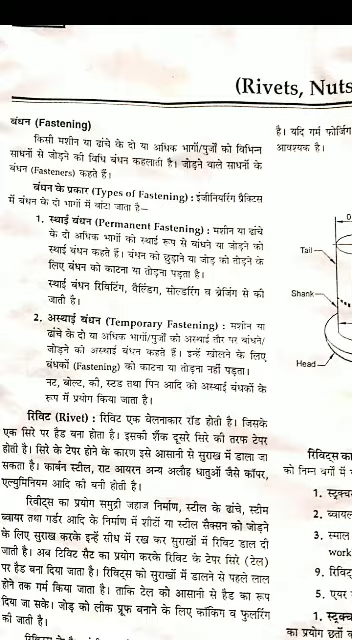 (Rivets, Nuts
बंधन (Fastening)
किसी मशीन या ढांचे के दो या अधिक भागों/पुर्जों को विभिन्न
साधनों से जोड़ने की विधि बंधन कहलाती है। जोड़ने वाले साधनों के
बंधन (Fasteners) कहते हैं।
बंधन के प्रकार (Types of Fastening) : इंजीनियरिंग प्रैक्टिस
में बंधन के दो भागों में बांटा जाता है—
1. स्थाई बंधन (Permanent Fastening) : मशीन या ढांचे
के दो अधिक भागों को स्थाई रूप से बांधने या जोड़ने को
स्थाई बंधन कहते हैं। बंधन को छुड़ाने या जोड़ को तोड़ने के
लिए बंधन को काटना या तोड़ना पड़ता है।
स्थाई बंधन रिविटिंग, वैल्डिंग, सोल्डरिंग व ब्रेजिंग से की
जाती है।
2. अस्थाई बंधन (Temporary Fastening) : मशीन या
ढांचे के दो या अधिक भागों/पुर्जों को अस्थाई तौर पर बांधने/
जोड़ने को अस्थाई बंधन कहते हैं। इन्हें खोलने के लिए
बंधकों (Fastening) को काटना या तोड़ना नहीं पड़ता।
नट, बोल्ट, की, स्टड तथा पिन आदि को अस्थाई बंधकों के
रूप में प्रयोग किया जाता है।
रिविट (Rivet) : रिविट एक बेलनाकार रॉड होती है। जिसके
एक सिरे पर हैड बना होता है। इसकी शैंक दूसरे सिरे की तरफ टेपर
होती है। सिरे के टेपर होने के कारण इसे आसानी से सुराख में डाला जा
सकता है। कार्बन स्टील, राट आयरन अन्य अलौह धातुओं जैसे कॉपर,
एल्युमिनियम आदि की बनी होती है।
रिवीट्स का प्रयोग समुद्री जहाज निर्माण, स्टील के ढांचे, स्टीम
ब्वायर तथा गर्डर आदि के निर्माण में शीटों या स्टील सैक्सन को जोड़ने
के लिए सुराख करके इन्हें सीध में रख कर सुराखों में रिविट डाल दी
जाती है। अब टिविट सैट का प्रयोग करके रिविट के टेपर सिरे (टेल)
पर हैड बना दिया जाता है। रिविट्स को सुराखों में डालने से पहले लाल
होने तक गर्म किया जाता है। ताकि टेल को आसानी से हैड का रूप
दिया जा सके। जोड़ को लीक प्रूफ बनाने के लिए कॉकिंग व फुलरिंग
की जाती है।
है। यदि गर्म फोर्जिंग
आवश्यक है।
Tail
Shank
Head
रिविट्स का
को निम्न वर्गों में
1. स्ट्रक्च
2. ब्वायल
3. स्माल
work
9. रिविट
5. एयर
1. स्ट्रक्च
का प्रयोग छतों